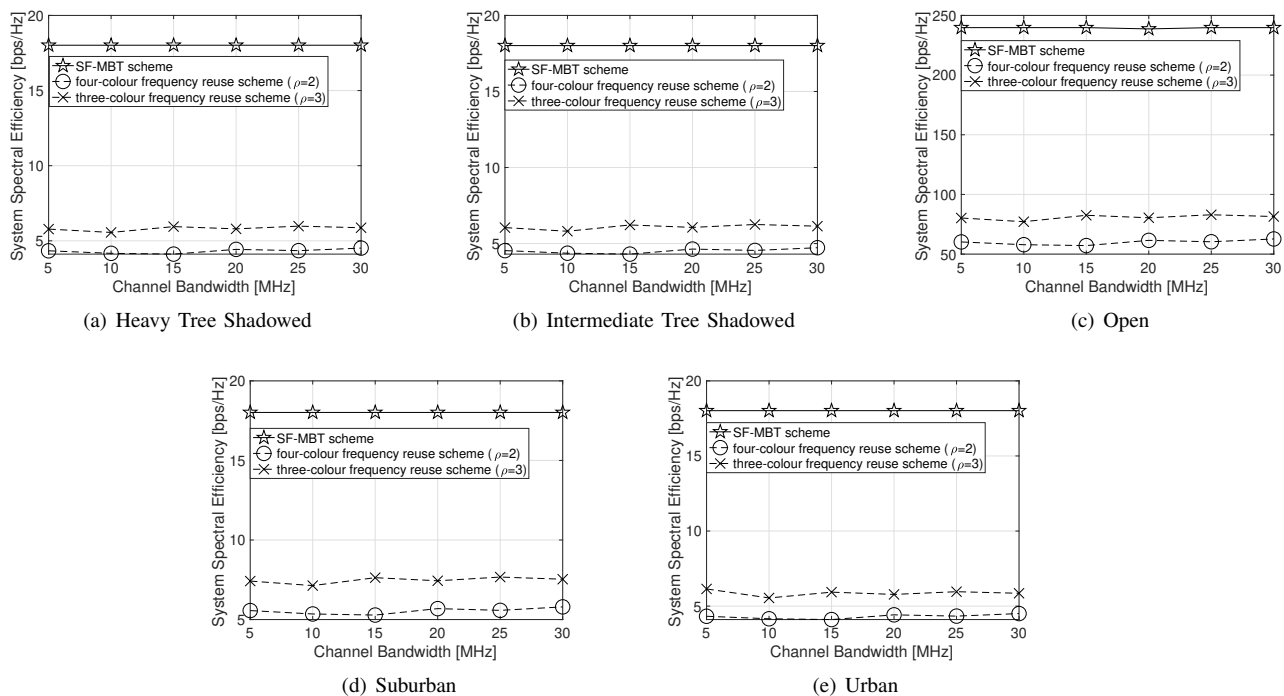 20
15
10
5
System Spectral Efficiency [bps/Hz]
SF-MBT scheme
four-colour frequency reuse scheme (ρ=2)
three-colour frequency reuse scheme (ρ=3)
5 10 15 20 25 30
Channel Bandwidth [MHz]
(a) Heavy Tree Shadowed
20
15
10
5
System Spectral Efficiency [bps/Hz]
SF-MBT scheme
four-colour frequency reuse scheme (ρ=2)
three-colour frequency reuse scheme (ρ=3)
5 10 15 20 25 30
Channel Bandwidth [MHz]
(b) Intermediate Tree Shadowed
250
200
150
100
50
System Spectral Efficiency [bps/Hz]
SF-MBT scheme
four-colour frequency reuse scheme (ρ=2)
three-colour frequency reuse scheme (ρ=3)
5 10 15 20 25 30
Channel Bandwidth [MHz]
(c) Open
20
15
10
5
System Spectral Efficiency [bps/Hz]
SF-MBT scheme
four-colour frequency reuse scheme (ρ=2)
three-colour frequency reuse scheme (ρ=3)
5 10 15 20 25 30
Channel Bandwidth [MHz]
(d) Suburban
20
15
10
5
System Spectral Efficiency [bps/Hz]
SF-MBT scheme
four-colour frequency reuse scheme (ρ=2)
three-colour frequency reuse scheme (ρ=3)
5 10 15 20 25 30
Channel Bandwidth [MHz]
(e) Urban